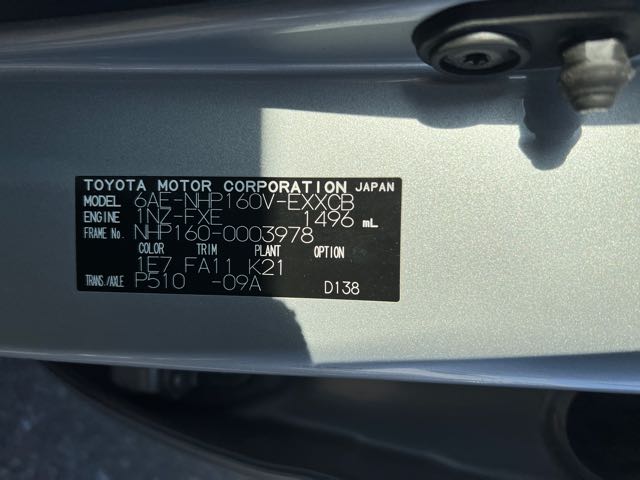 TOYOTA MOTOR CORPORATION JAPAN
MODEL 6AE-NHP160V-EXXCB
ENGINE 1NZ-FXE 1496 mL
FRAME No. NHP160-0003978
COLOR TRIM PLANT OPTION
1E7 FA11 K21
TRANS./AXLE P510 -09A D138